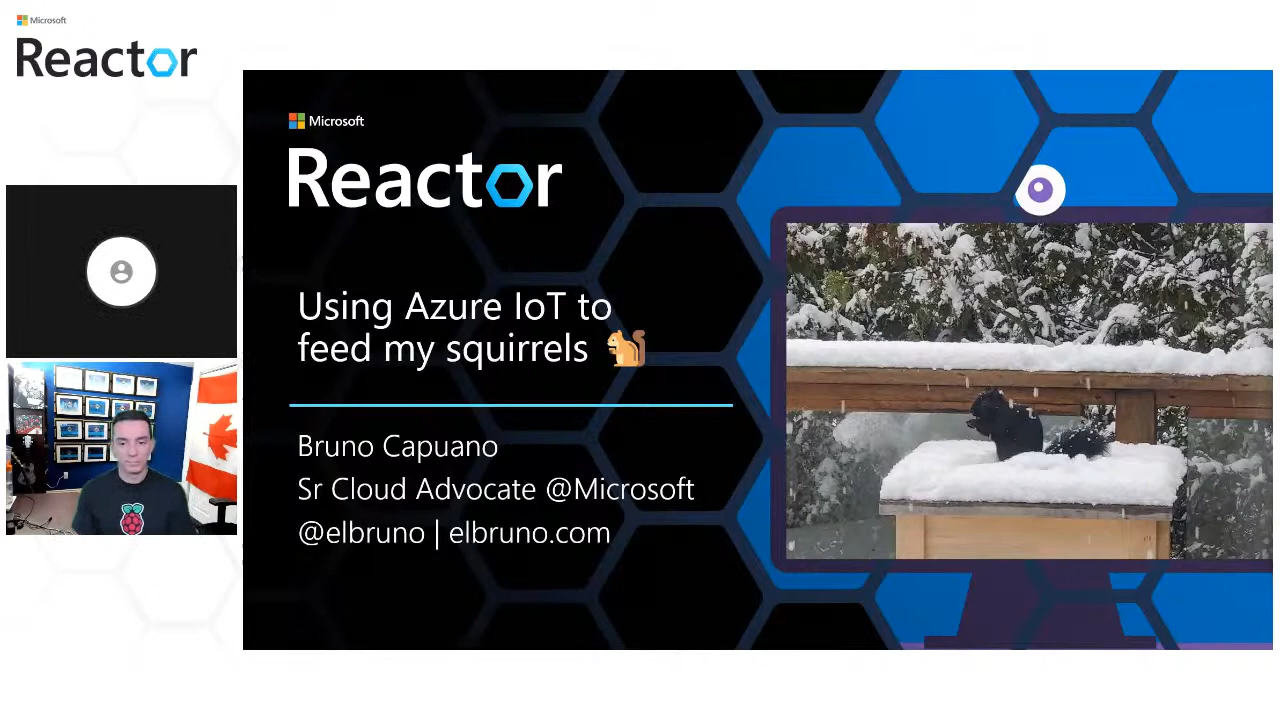 Microsoft
Reactor
Microsoft
Reactor
Using Azure IoT to
feed my squirrels 🐿️
Bruno Capuano
Sr Cloud Advocate @Microsoft
@elbruno | elbruno.com